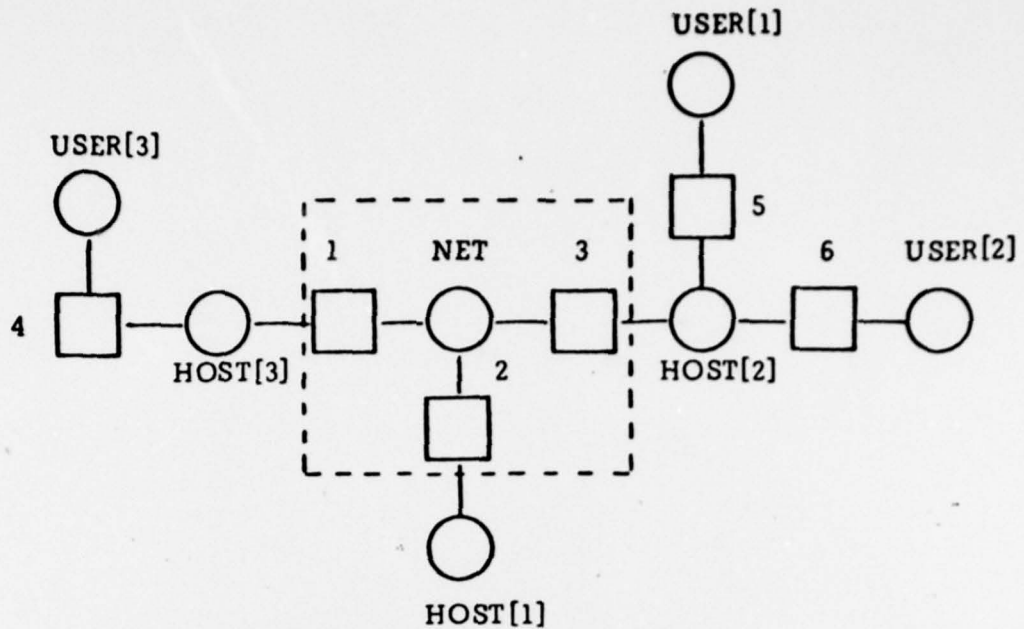 USER[1]
USER[3]
5
1 NET 3
6 USER[2]
4
HOST[3]
2
HOST[2]
HOST[1]